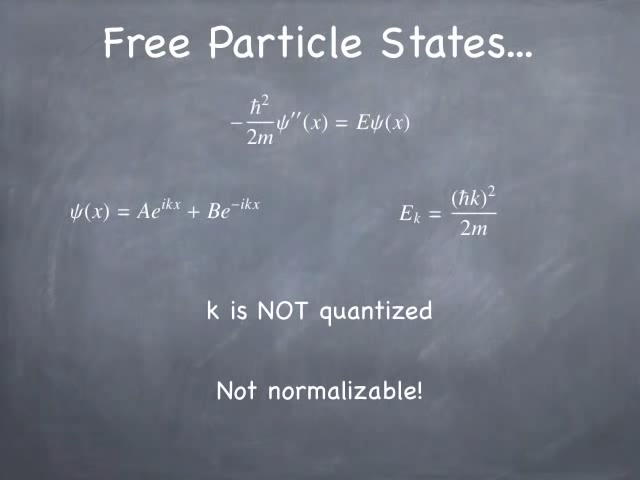 Free Particle States...
−ħ²/2m ψ′′(x) = Eψ(x)
ψ(x) = Ae^{ikx} + Be^{−ikx}
E_k = (ħk)²/2m
k is NOT quantized
Not normalizable!